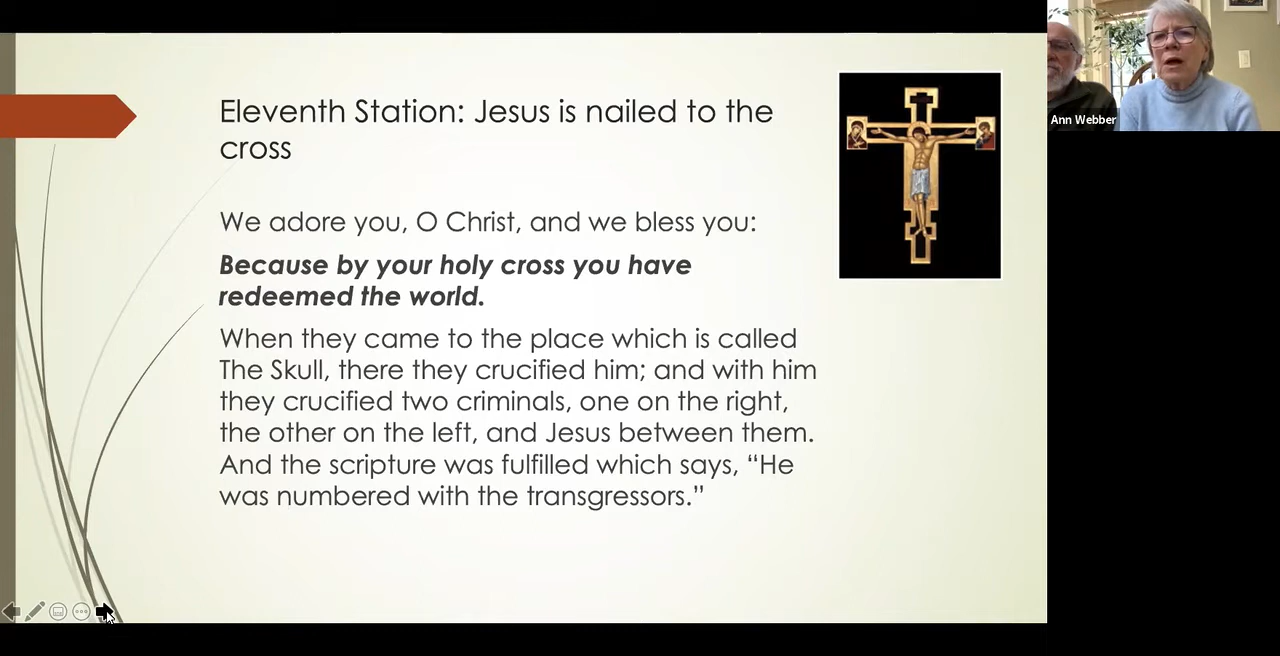 Eleventh Station: Jesus is nailed to the
cross
We adore you, O Christ, and we bless you:
Because by your holy cross you have
redeemed the world.
When they came to the place which is called
The Skull, there they crucified him; and with him
they crucified two criminals, one on the right,
the other on the left, and Jesus between them.
And the scripture was fulfilled which says, “He
was numbered with the transgressors.”
Ann Webber